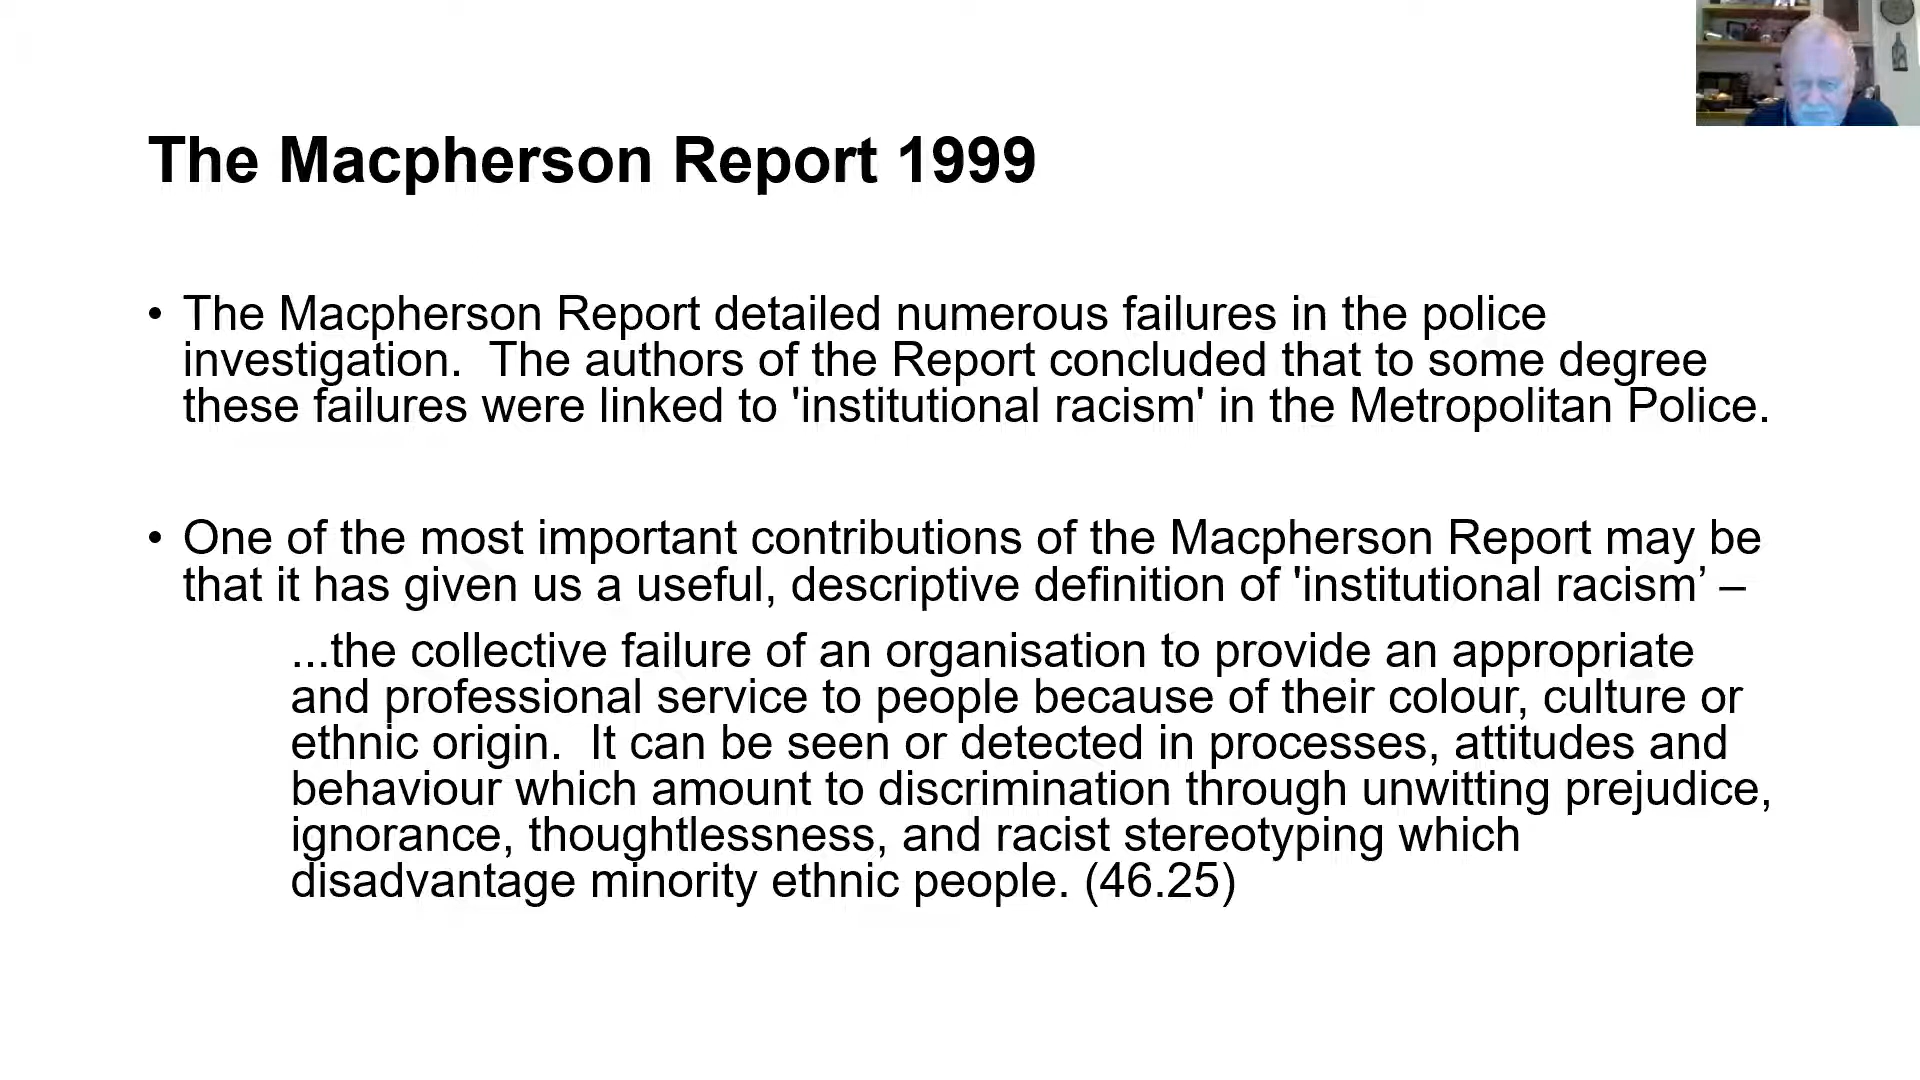 The Macpherson Report 1999
• The Macpherson Report detailed numerous failures in the police
investigation.  The authors of the Report concluded that to some degree
these failures were linked to 'institutional racism' in the Metropolitan Police.
• One of the most important contributions of the Macpherson Report may be
that it has given us a useful, descriptive definition of 'institutional racism’ –
...the collective failure of an organisation to provide an appropriate
and professional service to people because of their colour, culture or
ethnic origin.  It can be seen or detected in processes, attitudes and
behaviour which amount to discrimination through unwitting prejudice,
ignorance, thoughtlessness, and racist stereotyping which
disadvantage minority ethnic people. (46.25)